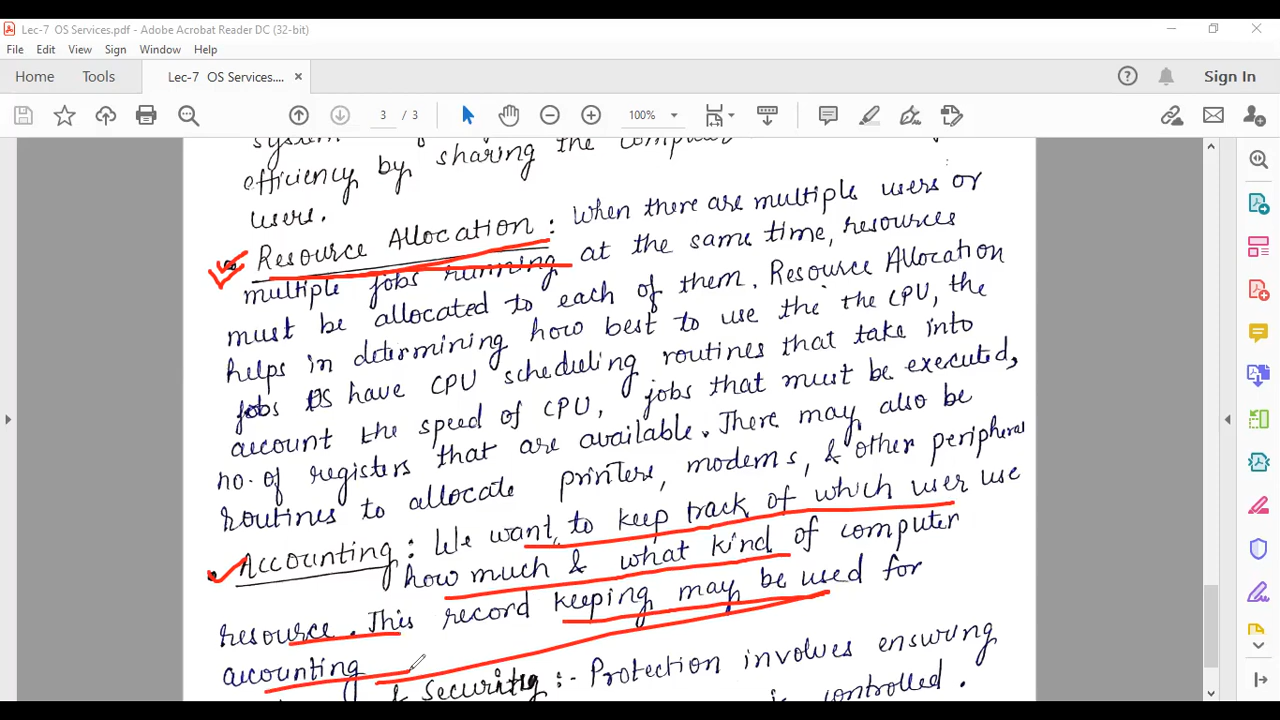 Lec-7 OS Services.pdf - Adobe Acrobat Reader DC (32-bit)
File Edit View Sign Window Help
Home Tools Lec-7 OS Services.... × Sign In
3 / 3 100%
system
efficiency by sharing the
users.
Resource Allocation : When there are multiple users or
multiple jobs running at the same time, resources
must be allocated to each of them. Resource Allocation
helps in determining how best to use the the CPU, the
jobs OS have CPU scheduling routines that take into
account the speed of CPU, jobs that must be executed,
no. of registers that are available. There may also be
routines to allocate printers, modems, & other peripheral
• Accounting : We want to keep track of which user use
how much & what kind of computer
resource. This record keeping may be used for
accounting
& Security :- Protection involves ensuring
controlled.